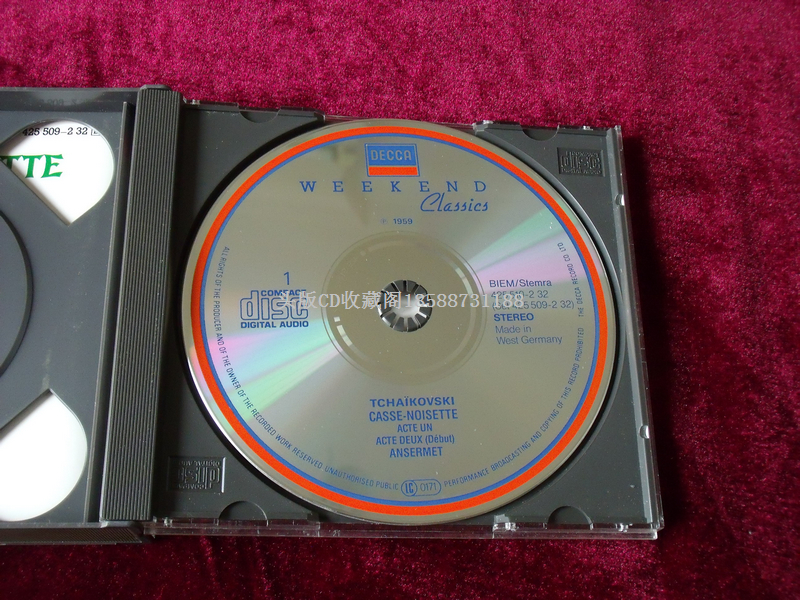 425 509-2 32
TTE
DECCA
WEEKEND
Classics
℗ 1959
1
COMPACT
disc
DIGITAL AUDIO
BIEM/Stemra
STEREO
Made in
West Germany
头版CD收藏阁18588731188
TCHAÏKOVSKI
CASSE-NOISETTE
ACTE UN
ACTE DEUX (Début)
ANSERMET
ALL RIGHTS OF THE PRODUCER AND OF THE OWNER OF THE RECORDED WORK RESERVED UNAUTHORISED PUBLIC PERFORMANCE BROADCASTING AND COPYING OF THIS RECORD PROHIBITED THE DECCA RECORD CO. LTD.
LC 0171